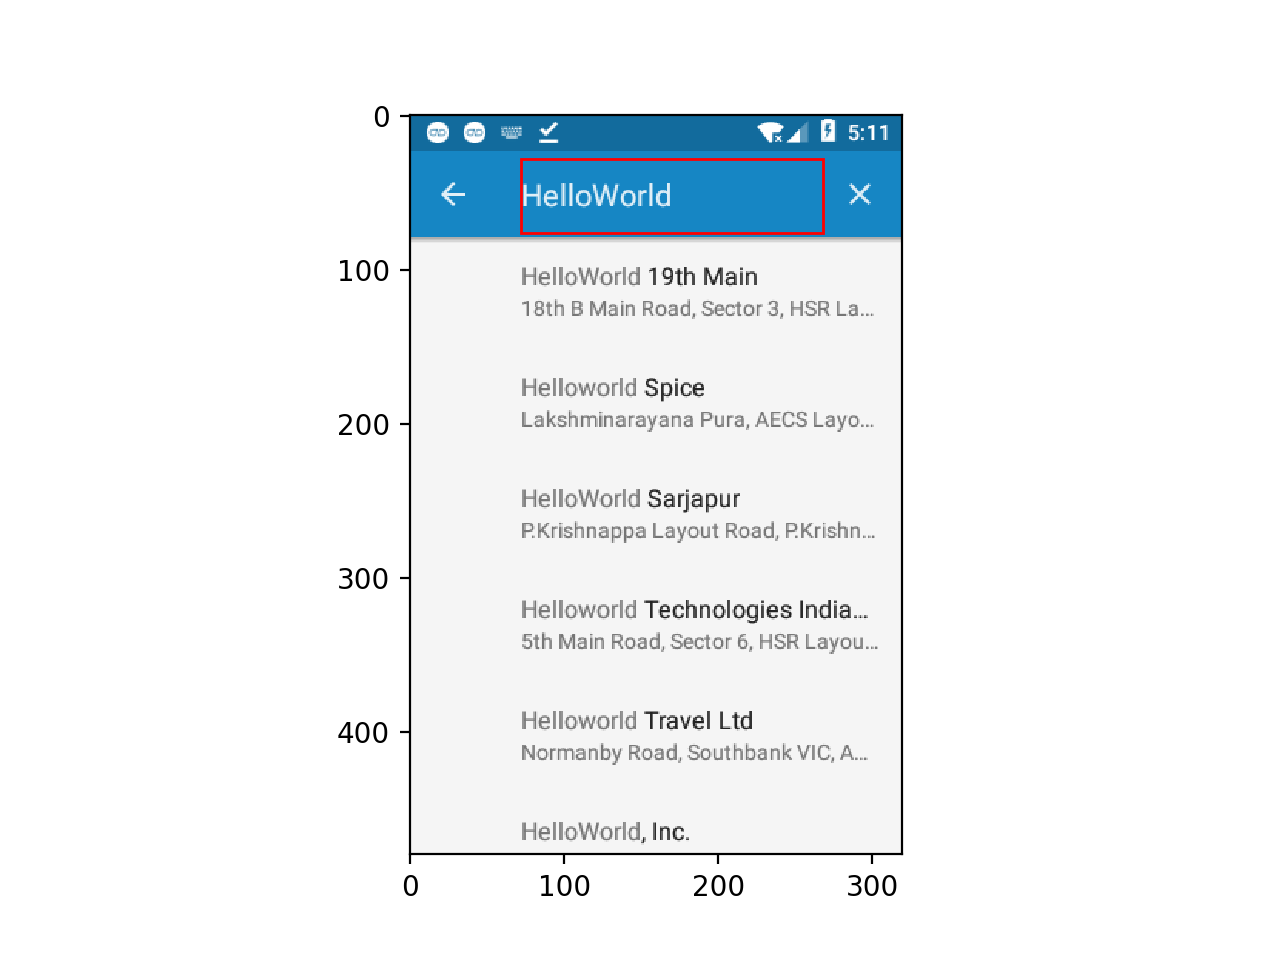 0
5:11
HelloWorld
100
HelloWorld 19th Main
18th B Main Road, Sector 3, HSR La...
Helloworld Spice
200
Lakshminarayana Pura, AECS Layo...
HelloWorld Sarjapur
P.Krishnappa Layout Road, P.Krishn...
300
Helloworld Technologies India...
5th Main Road, Sector 6, HSR Layou...
Helloworld Travel Ltd
400
Normanby Road, Southbank VIC, A...
HelloWorld, Inc.
0 100 200 300